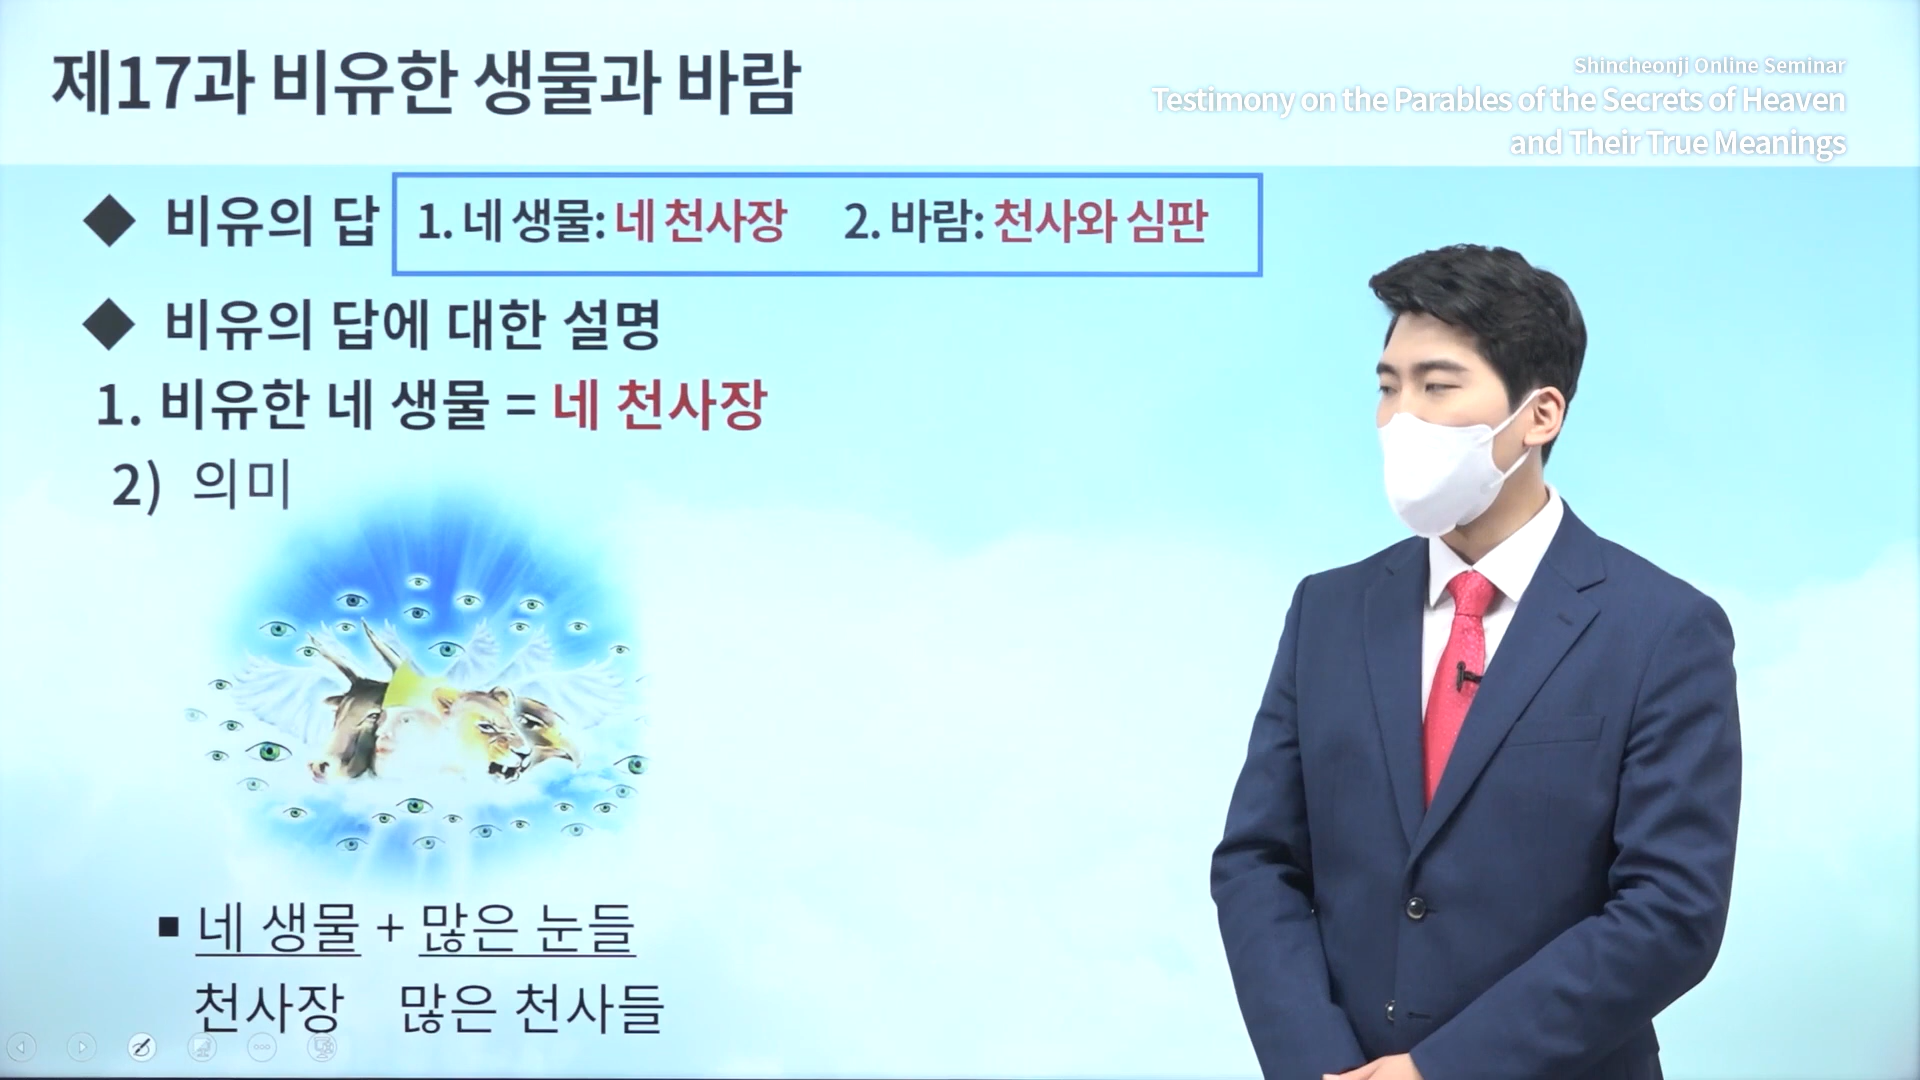 제17과 비유한 생물과 바람
Shincheonji Online Seminar
Testimony on the Parables of the Secrets of Heaven
and Their True Meanings
◆ 비유의 답 1. 네 생물: 네 천사장 2. 바람: 천사와 심판
◆ 비유의 답에 대한 설명
1. 비유한 네 생물 = 네 천사장
2) 의미
■ 네 생물 + 많은 눈들
천사장 많은 천사들